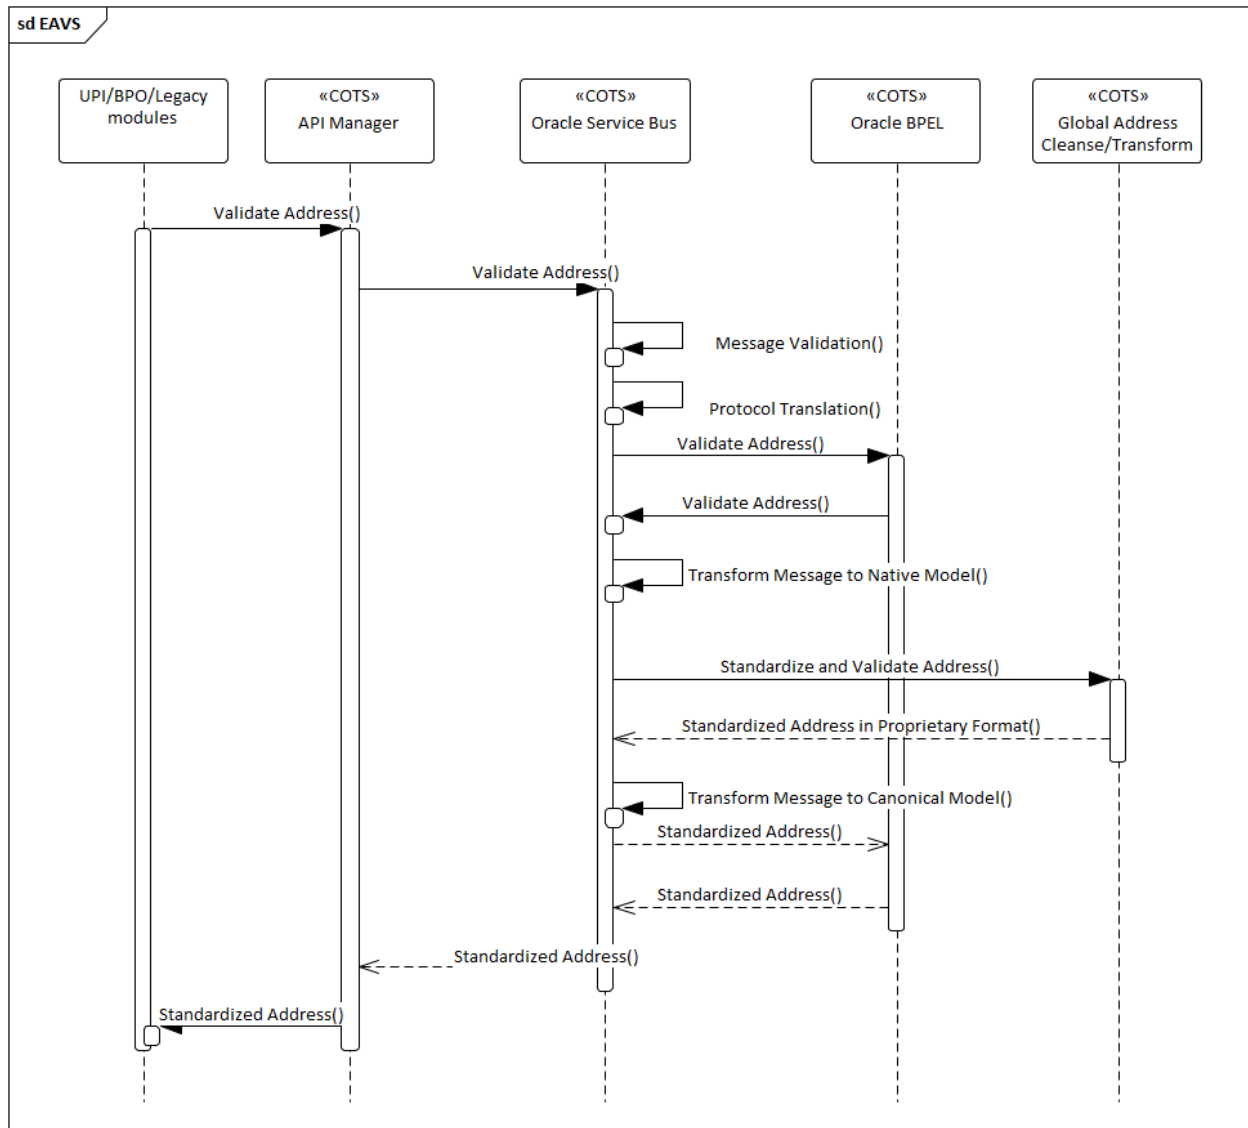 sd EAVS
UPI/BPO/Legacy
modules
«COTS»
API Manager
«COTS»
Oracle Service Bus
«COTS»
Oracle BPEL
«COTS»
Global Address
Cleanse/Transform
Validate Address()
Validate Address()
Message Validation()
Protocol Translation()
Validate Address()
Validate Address()
Transform Message to Native Model()
Standardize and Validate Address()
Standardized Address in Proprietary Format()
Transform Message to Canonical Model()
Standardized Address()
Standardized Address()
Standardized Address()
Standardized Address()